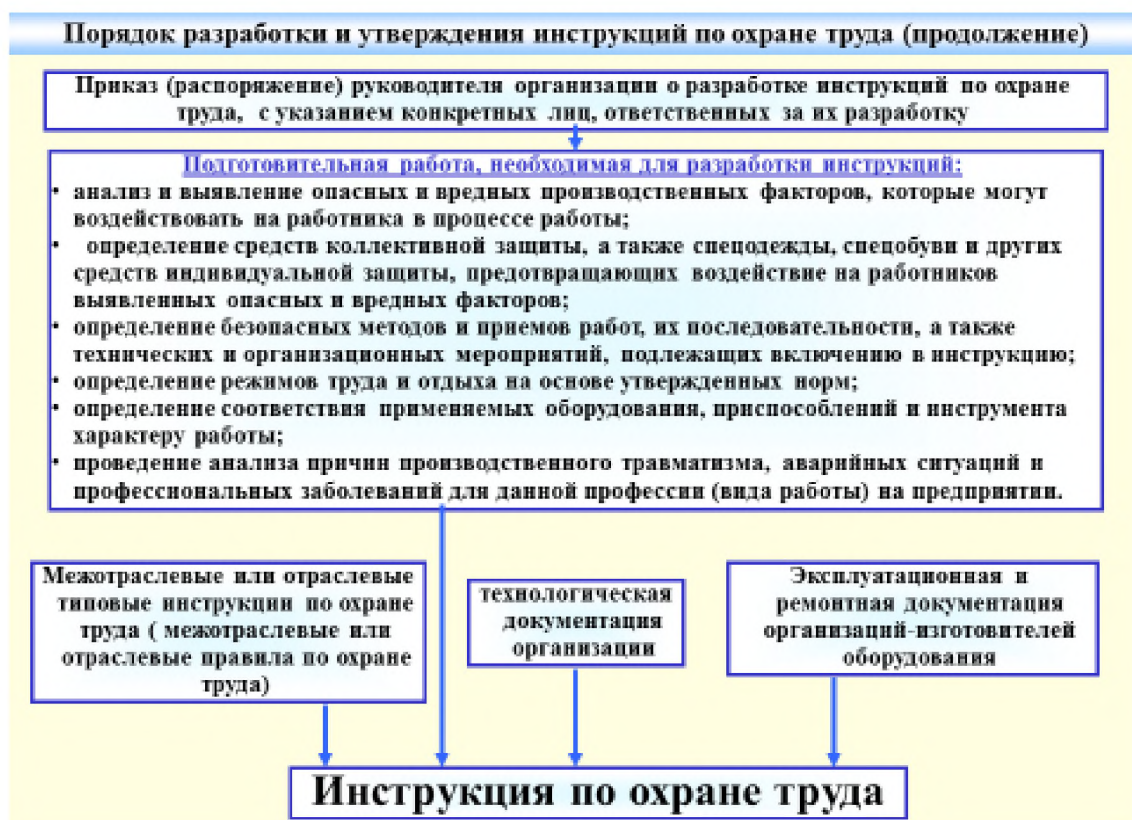 Порядок разработки и утверждения инструкций по охране труда (продолжение)
Приказ (распоряжение) руководителя организации о разработке инструкций по охране
труда, с указанием конкретных лиц, ответственных за их разработку
Подготовительная работа, необходимая для разработки инструкций:
• анализ и выявление опасных и вредных производственных факторов, которые могут
воздействовать на работника в процессе работы;
• определение средств коллективной защиты, а также спецодежды, спецобуви и других
средств индивидуальной защиты, предотвращающих воздействие на работников
выявленных опасных и вредных факторов;
• определение безопасных методов и приемов работ, их последовательности, а также
технических и организационных мероприятий, подлежащих включению в инструкцию;
• определение режимов труда и отдыха на основе утвержденных норм;
• определение соответствия применяемых оборудования, приспособлений и инструмента
характеру работы;
• проведение анализа причин производственного травматизма, аварийных ситуаций и
профессиональных заболеваний для данной профессии (вида работы) на предприятии.
Межотраслевые или отраслевые
типовые инструкции по охране
труда ( межотраслевые или
отраслевые правила по охране
труда)
технологическая
документация
организации
Эксплуатационная и
ремонтная документация
организаций-изготовителей
оборудования
Инструкция по охране труда